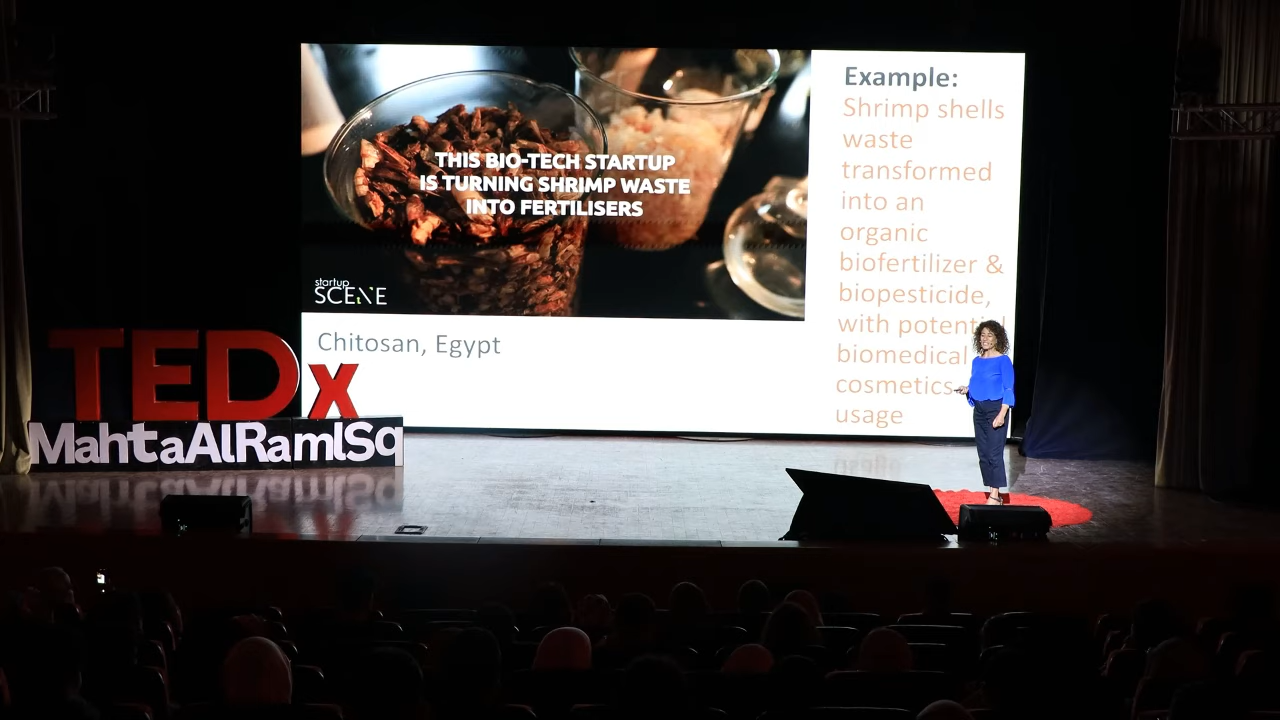 THIS BIO-TECH STARTUP
IS TURNING SHRIMP WASTE
INTO FERTILISERS
startup
SCENE
Chitosan, Egypt
Example:
Shrimp shells
waste
transformed
into an
organic
biofertilizer &
biopesticide,
with potential
biomedical
cosmetics
usage
TEDx
MahtaAlRamlSq